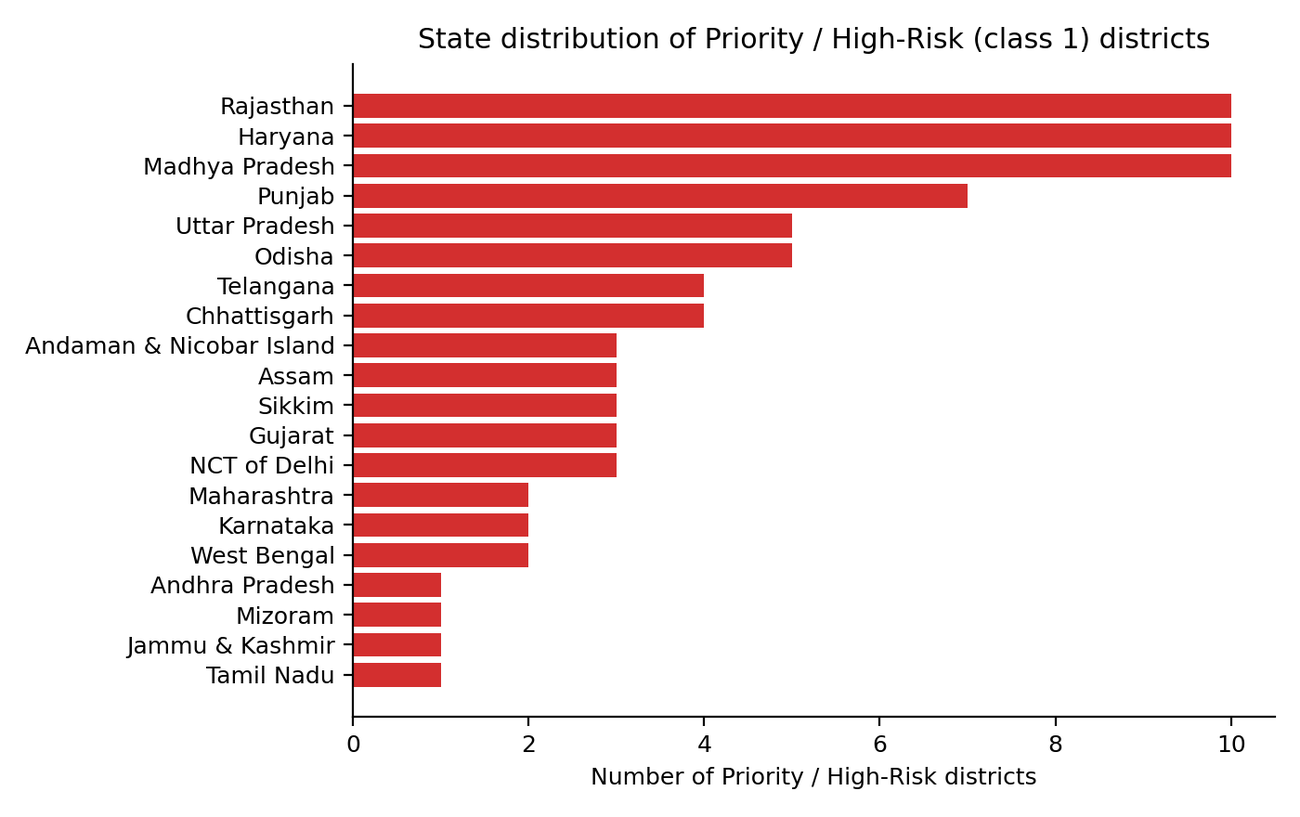 State distribution of Priority / High-Risk (class 1) districts
Rajasthan
Haryana
Madhya Pradesh
Punjab
Uttar Pradesh
Odisha
Telangana
Chhattisgarh
Andaman & Nicobar Island
Assam
Sikkim
Gujarat
NCT of Delhi
Maharashtra
Karnataka
West Bengal
Andhra Pradesh
Mizoram
Jammu & Kashmir
Tamil Nadu
0 2 4 6 8 10
Number of Priority / High-Risk districts